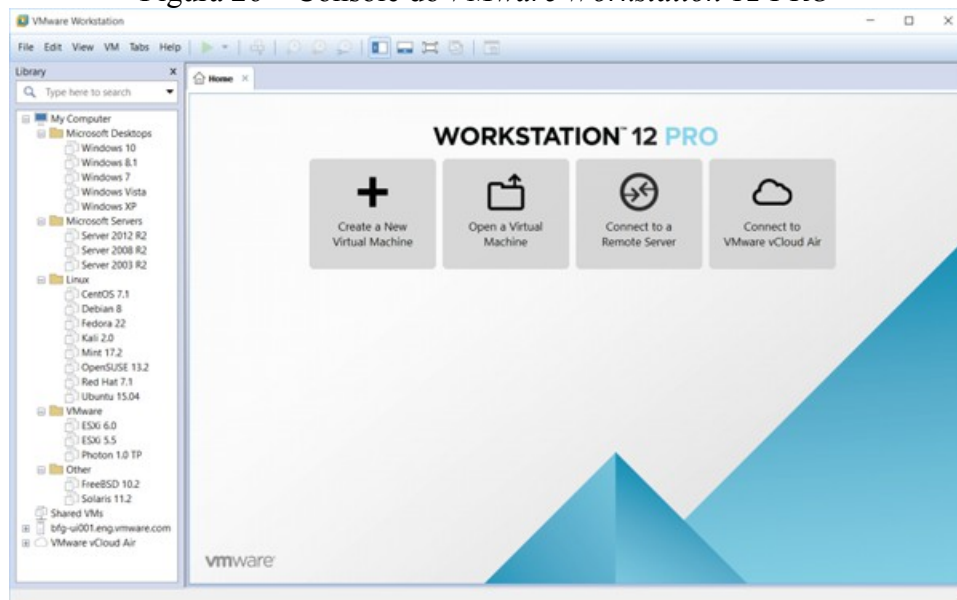 Figura 20 – Console do VMware Workstation 12 PRO
VMware Workstation
File Edit View VM Tabs Help
Library x
Type here to search
My Computer
Microsoft Desktops
Windows 10
Windows 8.1
Windows 7
Windows Vista
Windows XP
Microsoft Servers
Server 2012 R2
Server 2008 R2
Server 2003 R2
Linux
CentOS 7.1
Debian 8
Fedora 22
Kali 2.0
Mint 17.2
OpenSUSE 13.2
Red Hat 7.1
Ubuntu 15.04
VMware
ESXi 6.0
ESXi 5.5
Photon 1.0 TP
Other
FreeBSD 10.2
Solaris 11.2
Shared VMs
bfg-ui001.eng.vmware.com
VMware vCloud Air
Home ×
WORKSTATION™ 12 PRO
Create a New
Virtual Machine
Open a Virtual
Machine
Connect to a
Remote Server
Connect to
VMware vCloud Air
vmware